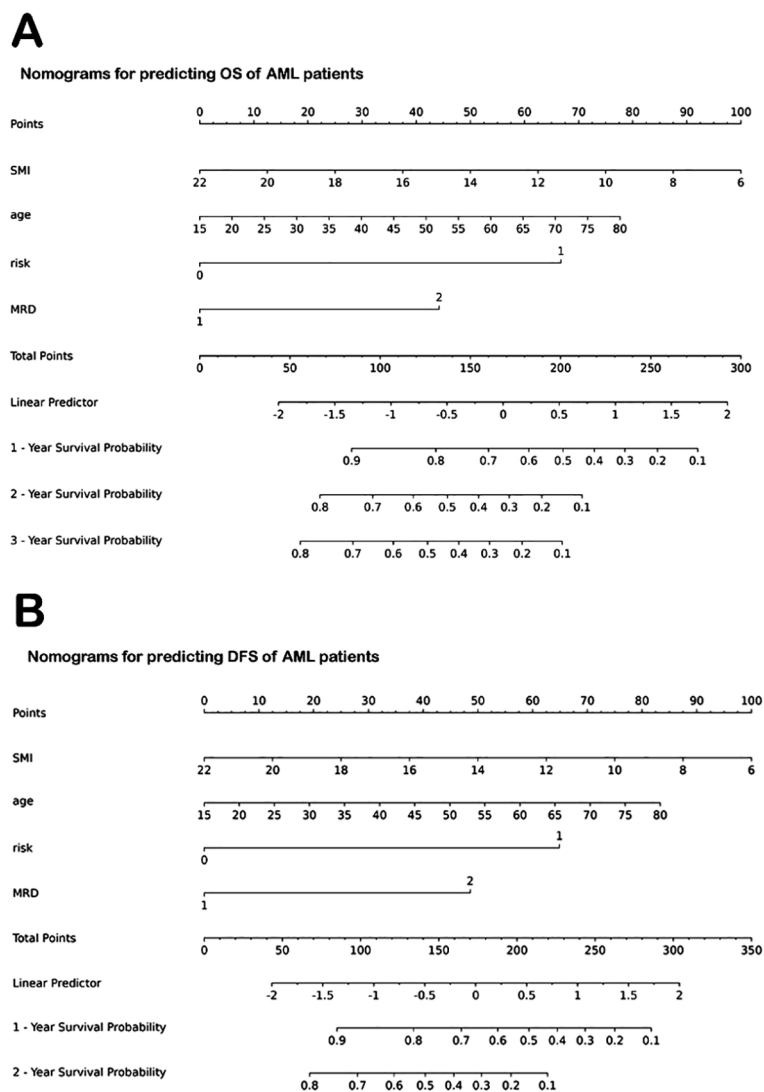 A
Nomograms for predicting OS of AML patients
0 10 20 30 40 50 60 70 80 90 100
Points
SMI
22 20 18 16 14 12 10 8 6
age
15 20 25 30 35 40 45 50 55 60 65 70 75 80
1
risk
0
2
MRD
1
Total Points
0 50 100 150 200 250 300
Linear Predictor
-2 -1.5 -1 -0.5 0 0.5 1 1.5 2
1 - Year Survival Probability
0.9 0.8 0.7 0.6 0.5 0.4 0.3 0.2 0.1
2 - Year Survival Probability
0.8 0.7 0.6 0.5 0.4 0.3 0.2 0.1
3 - Year Survival Probability
0.8 0.7 0.6 0.5 0.4 0.3 0.2 0.1
B
Nomograms for predicting DFS of AML patients
0 10 20 30 40 50 60 70 80 90 100
Points
SMI
22 20 18 16 14 12 10 8 6
age
15 20 25 30 35 40 45 50 55 60 65 70 75 80
1
risk
0
2
MRD
1
Total Points
0 50 100 150 200 250 300 350
Linear Predictor
-2 -1.5 -1 -0.5 0 0.5 1 1.5 2
1 - Year Survival Probability
0.9 0.8 0.7 0.6 0.5 0.4 0.3 0.2 0.1
2 - Year Survival Probability
0.8 0.7 0.6 0.5 0.4 0.3 0.2 0.1